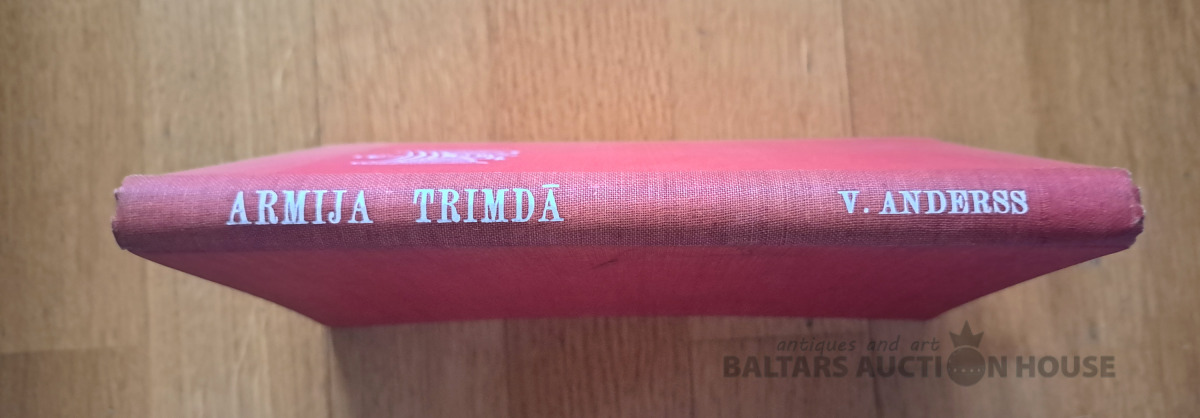 ARMIJA TRIMDĀ V. ANDERSS
antiques and art
BALTARS AUCTION HOUSE